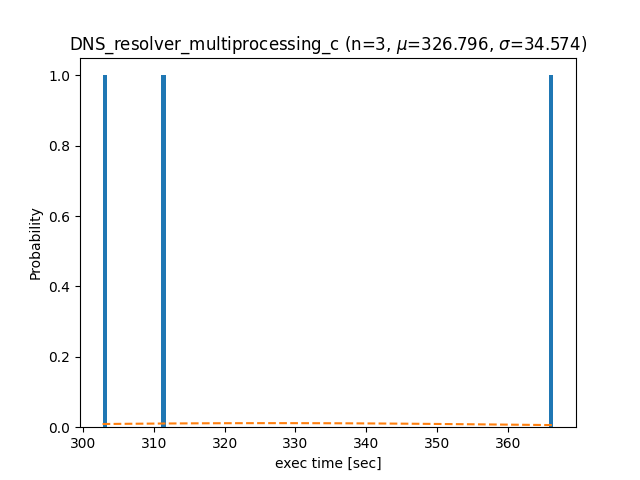 DNS_resolver_multiprocessing_c (n=3, μ=326.796, σ=34.574)
1.0
0.8
0.6
0.4
0.2
0.0
Probability
300 310 320 330 340 350 360
exec time [sec]